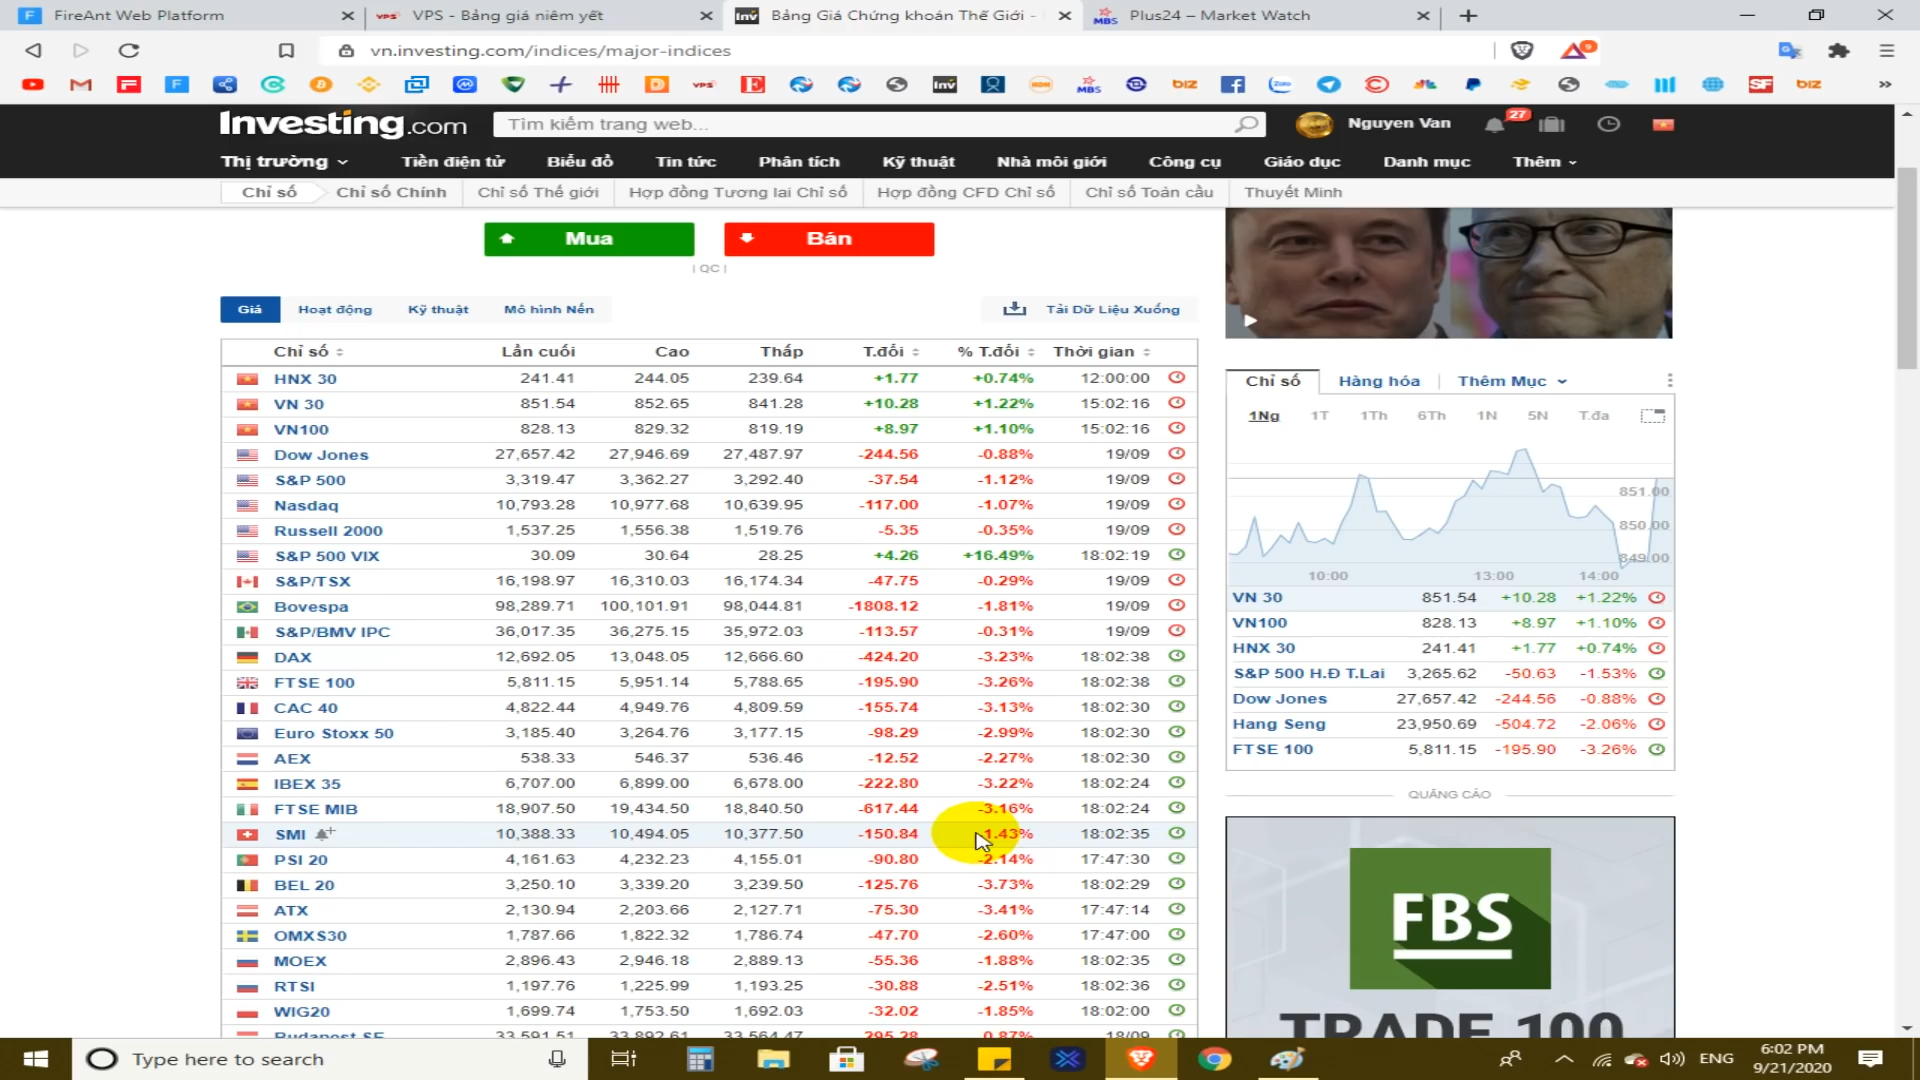 FireAnt Web Platform
VPS - Bảng giá niêm yết
Bảng Giá Chứng khoán Thế Giới -
Plus24 – Market Watch
vn.investing.com/indices/major-indices
Investing.com
Tìm kiếm trang web...
Nguyen Van
27
Thị trường
Tiền điện tử
Biểu đồ
Tin tức
Phân tích
Kỹ thuật
Nhà môi giới
Công cụ
Giáo dục
Danh mục
Thêm
Chỉ số
Chỉ số Chính
Chỉ số Thế giới
Hợp đồng Tương lai Chỉ số
Hợp đồng CFD Chỉ số
Chỉ số Toàn cầu
Thuyết Minh
Mua
Bán
| QC |
Giá
Hoạt động
Kỹ thuật
Mô hình Nến
Tải Dữ Liệu Xuống
Chỉ số Lần cuối Cao Thấp T.đối % T.đối Thời gian
HNX 30 241.41 244.05 239.64 +1.77 +0.74% 12:00:00
VN 30 851.54 852.65 841.28 +10.28 +1.22% 15:02:16
VN100 828.13 829.32 819.19 +8.97 +1.10% 15:02:16
Dow Jones 27,657.42 27,946.69 27,487.97 -244.56 -0.88% 19/09
S&P 500 3,319.47 3,362.27 3,292.40 -37.54 -1.12% 19/09
Nasdaq 10,793.28 10,977.68 10,639.95 -117.00 -1.07% 19/09
Russell 2000 1,537.25 1,556.38 1,519.76 -5.35 -0.35% 19/09
S&P 500 VIX 30.09 30.64 28.25 +4.26 +16.49% 18:02:19
S&P/TSX 16,198.97 16,310.03 16,174.34 -47.75 -0.29% 19/09
Bovespa 98,289.71 100,101.91 98,044.81 -1808.12 -1.81% 19/09
S&P/BMV IPC 36,017.35 36,275.15 35,972.03 -113.57 -0.31% 19/09
DAX 12,692.05 13,048.05 12,666.60 -424.20 -3.23% 18:02:38
FTSE 100 5,811.15 5,951.14 5,788.65 -195.90 -3.26% 18:02:38
CAC 40 4,822.44 4,949.76 4,809.59 -155.74 -3.13% 18:02:30
Euro Stoxx 50 3,185.40 3,264.76 3,177.15 -98.29 -2.99% 18:02:30
AEX 538.33 546.37 536.46 -12.52 -2.27% 18:02:30
IBEX 35 6,707.00 6,899.00 6,678.00 -222.80 -3.22% 18:02:24
FTSE MIB 18,907.50 19,434.50 18,840.50 -617.44 -3.16% 18:02:24
SMI 10,388.33 10,494.05 10,377.50 -150.84 -1.43% 18:02:35
PSI 20 4,161.63 4,232.23 4,155.01 -90.80 -2.14% 17:47:30
BEL 20 3,250.10 3,339.20 3,239.50 -125.76 -3.73% 18:02:29
ATX 2,130.94 2,203.66 2,127.71 -75.30 -3.41% 17:47:14
OMXS30 1,787.66 1,822.32 1,786.74 -47.70 -2.60% 17:47:00
MOEX 2,896.43 2,946.18 2,889.13 -55.36 -1.88% 18:02:35
RTSI 1,197.76 1,225.99 1,193.25 -30.88 -2.51% 18:02:36
WIG20 1,699.74 1,753.50 1,692.03 -32.02 -1.85% 18:02:00
Budapest SE 33,591.51 33,892.61 33,564.47 295.28 0.87% 18/09
Chỉ số
Hàng hóa
Thêm Mục
1Ng 1T 1Th 6Th 1N 5N T.đa
851.00
850.00
849.00
10:00 13:00 14:00
VN 30 851.54 +10.28 +1.22%
VN100 828.13 +8.97 +1.10%
HNX 30 241.41 +1.77 +0.74%
S&P 500 H.Đ T.Lai 3,265.62 -50.63 -1.53%
Dow Jones 27,657.42 -244.56 -0.88%
Hang Seng 23,950.69 -504.72 -2.06%
FTSE 100 5,811.15 -195.90 -3.26%
QUẢNG CÁO
FBS
TRADE 100
Type here to search
ENG
6:02 PM
9/21/2020